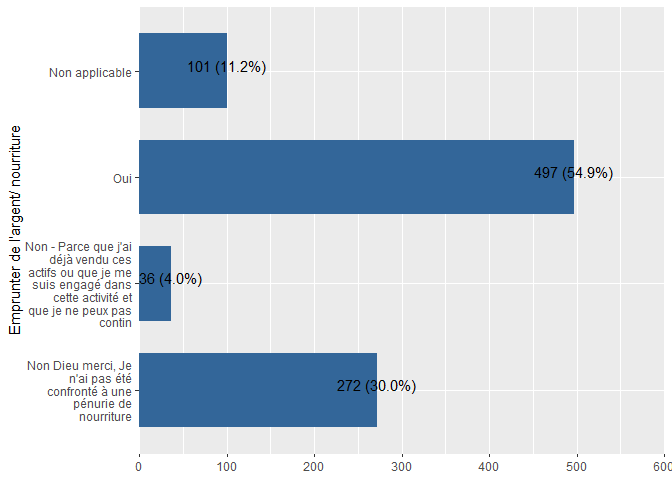 Emprunter de l'argent/ nourriture
Non applicable
101 (11.2%)
Oui
497 (54.9%)
Non - Parce que j'ai
déjà vendu ces
actifs ou que je me
suis engagé dans
cette activité et
que je ne peux pas
contin
36 (4.0%)
Non Dieu merci, Je
n'ai pas été
confronté à une
pénurie de
nourriture
272 (30.0%)
0 100 200 300 400 500 600